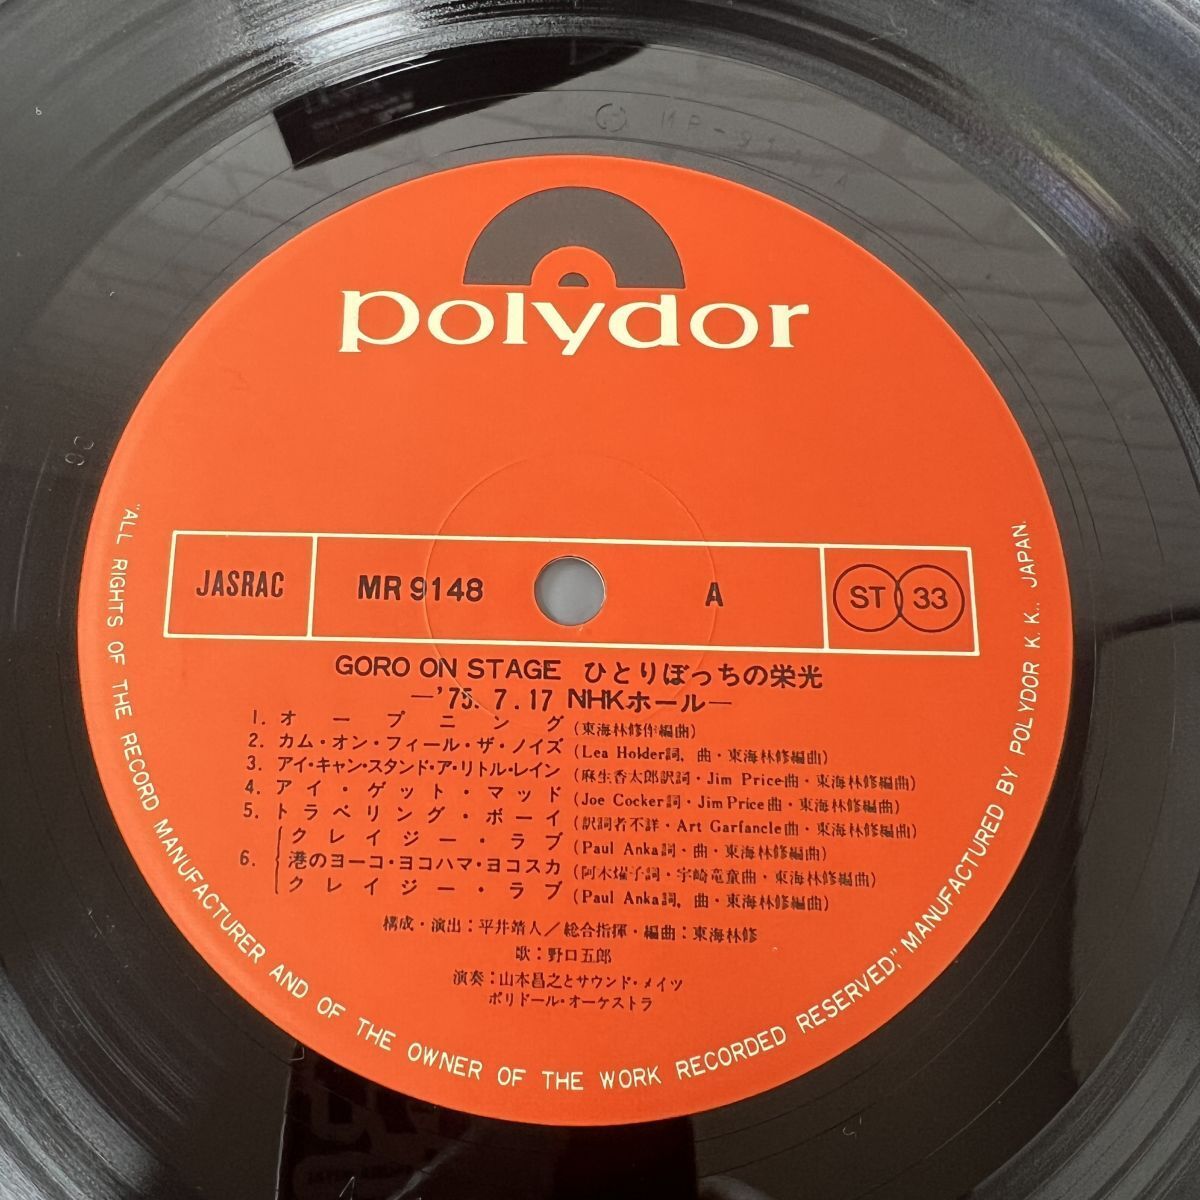 polydor
JASRAC MR 9148 A ST 33
GORO ON STAGE ひとりぼっちの栄光
—'75. 7. 17 NHKホール—
1. オープニング (東海林修作編曲)
2. カム・オン・フィール・ザ・ノイズ (Lea Holder詞, 曲・東海林修編曲)
3. アイ・キャン・スタンド・ア・リトル・レイン (麻生香太郎訳詞・Jim Price曲・東海林修編曲)
4. アイ・ゲット・マッド (Joe Cocker詞・Jim Price曲・東海林修編曲)
5. トラベリング・ボーイ (訳詞者不詳・Art Garfancle曲・東海林修編曲)
6. クレイジー・ラブ (Paul Anka詞・曲・東海林修編曲)
港のヨーコ・ヨコハマ・ヨコスカ (阿木燿子詞・宇崎竜童曲・東海林修編曲)
クレイジー・ラブ (Paul Anka詞, 曲・東海林修編曲)
構成・演出：平井靖人／総合指揮・編曲：東海林修
歌：野口五郎
演奏：山本昌之とサウンド・メイツ
ポリドール・オーケストラ
"ALL RIGHTS OF THE RECORD MANUFACTURER AND OF THE OWNER OF THE WORK RECORDED RESERVED," MANUFACTURED BY POLYDOR K. K., JAPAN.